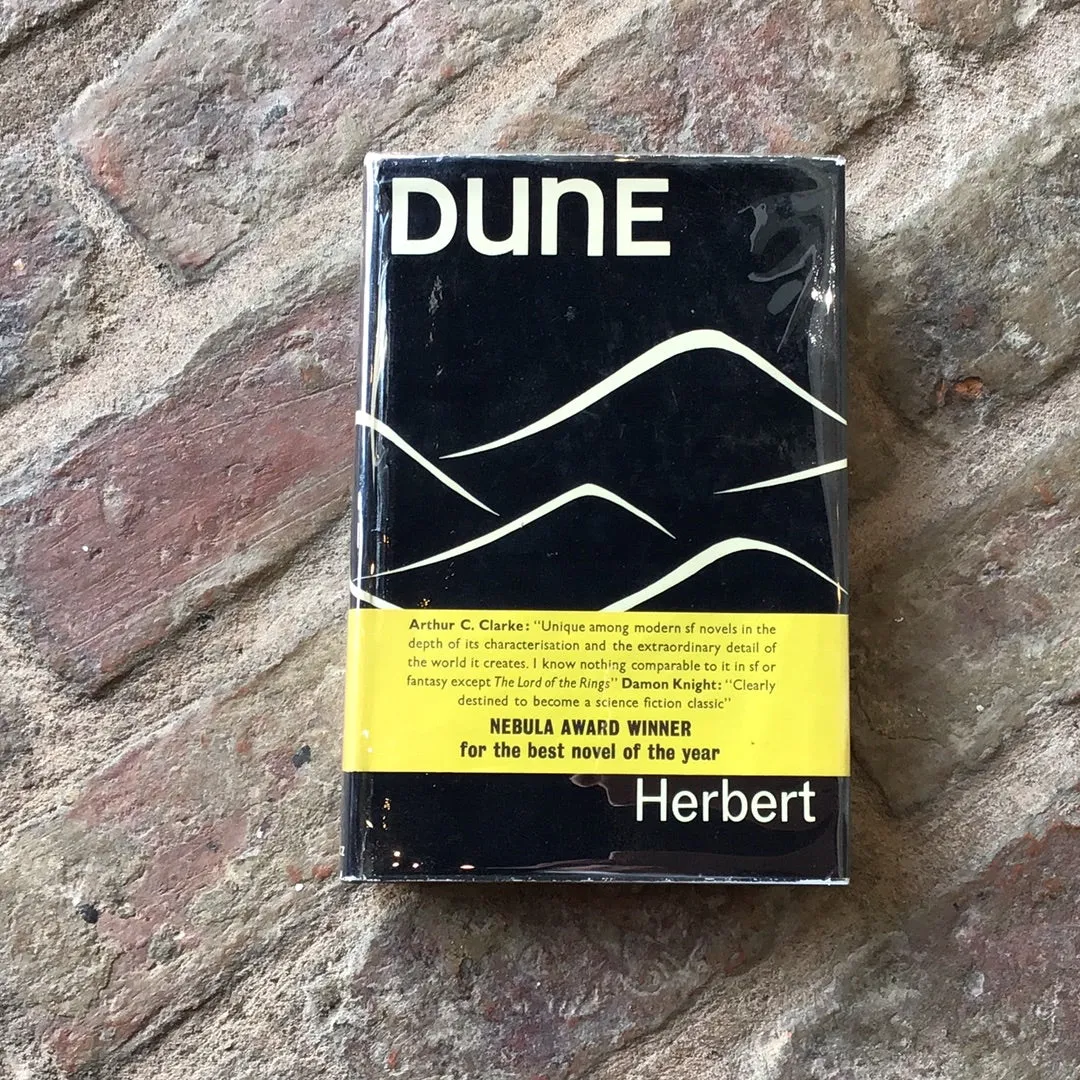 DUNE
Arthur C. Clarke: "Unique among modern sf novels in the
depth of its characterisation and the extraordinary detail of
the world it creates. I know nothing comparable to it in sf or
fantasy except The Lord of the Rings" Damon Knight: "Clearly
destined to become a science fiction classic"
NEBULA AWARD WINNER
for the best novel of the year
Herbert